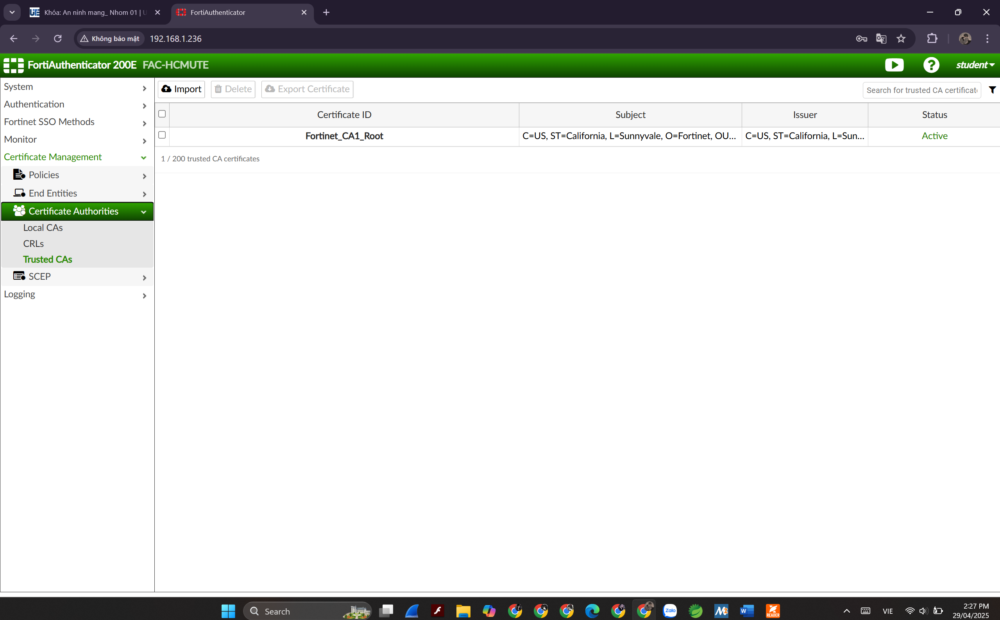 Khóa: An ninh mang_ Nhom 01 | U
FortiAuthenticator
Không bảo mật
192.168.1.236
FortiAuthenticator 200E FAC-HCMUTE
student
System
Authentication
Fortinet SSO Methods
Monitor
Certificate Management
Policies
End Entities
Certificate Authorities
Local CAs
CRLs
Trusted CAs
SCEP
Logging
Import
Delete
Export Certificate
Search for trusted CA certificat
Certificate ID Subject Issuer Status
Fortinet_CA1_Root C=US, ST=California, L=Sunnyvale, O=Fortinet, OU... C=US, ST=California, L=Sun... Active
1 / 200 trusted CA certificates
Search
Zalo
W
READER
VIE
2:27 PM
29/04/2025